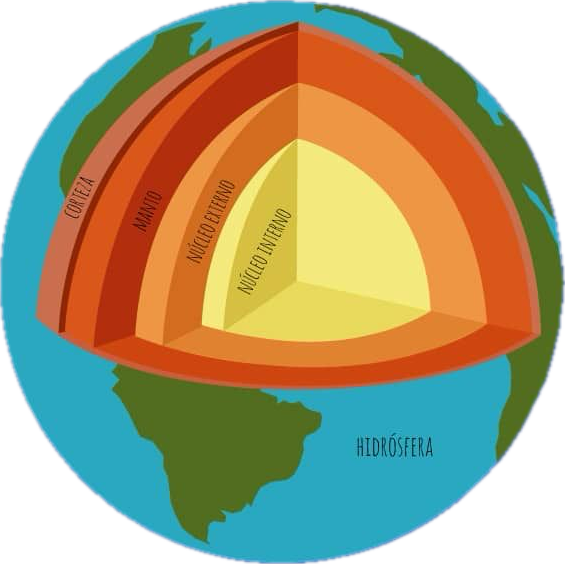 CORTEZA
MANTO
NÚCLEO EXTERNO
NÚCLEO INTERNO
HIDRÓSFERA